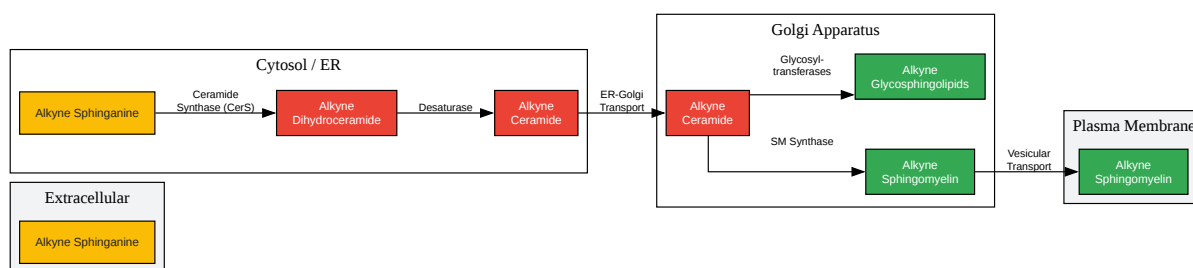 Cytosol / ER
Alkyne Sphinganine
Ceramide
Synthase (CerS)
Alkyne
Dihydroceramide
Desaturase
Alkyne
Ceramide
ER-Golgi
Transport
Golgi Apparatus
Alkyne
Ceramide
Glycosyl-
transferases
Alkyne
Glycosphingolipids
SM Synthase
Alkyne
Sphingomyelin
Vesicular
Transport
Plasma Membrane
Alkyne
Sphingomyelin
Extracellular
Alkyne Sphinganine